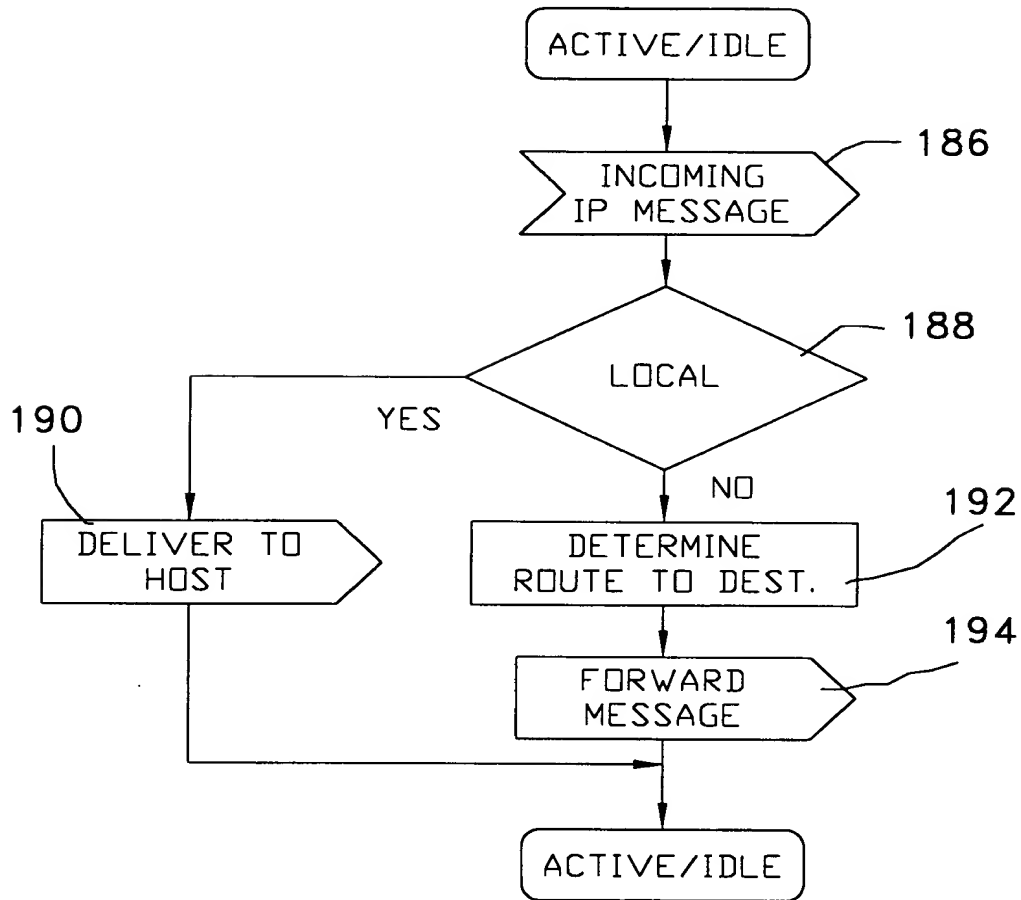 ACTIVE/IDLE
186
INCOMING
IP MESSAGE
188
LOCAL
YES
190
NO
192
DELIVER TO
HOST
DETERMINE
ROUTE TO DEST.
194
FORWARD
MESSAGE
ACTIVE/IDLE